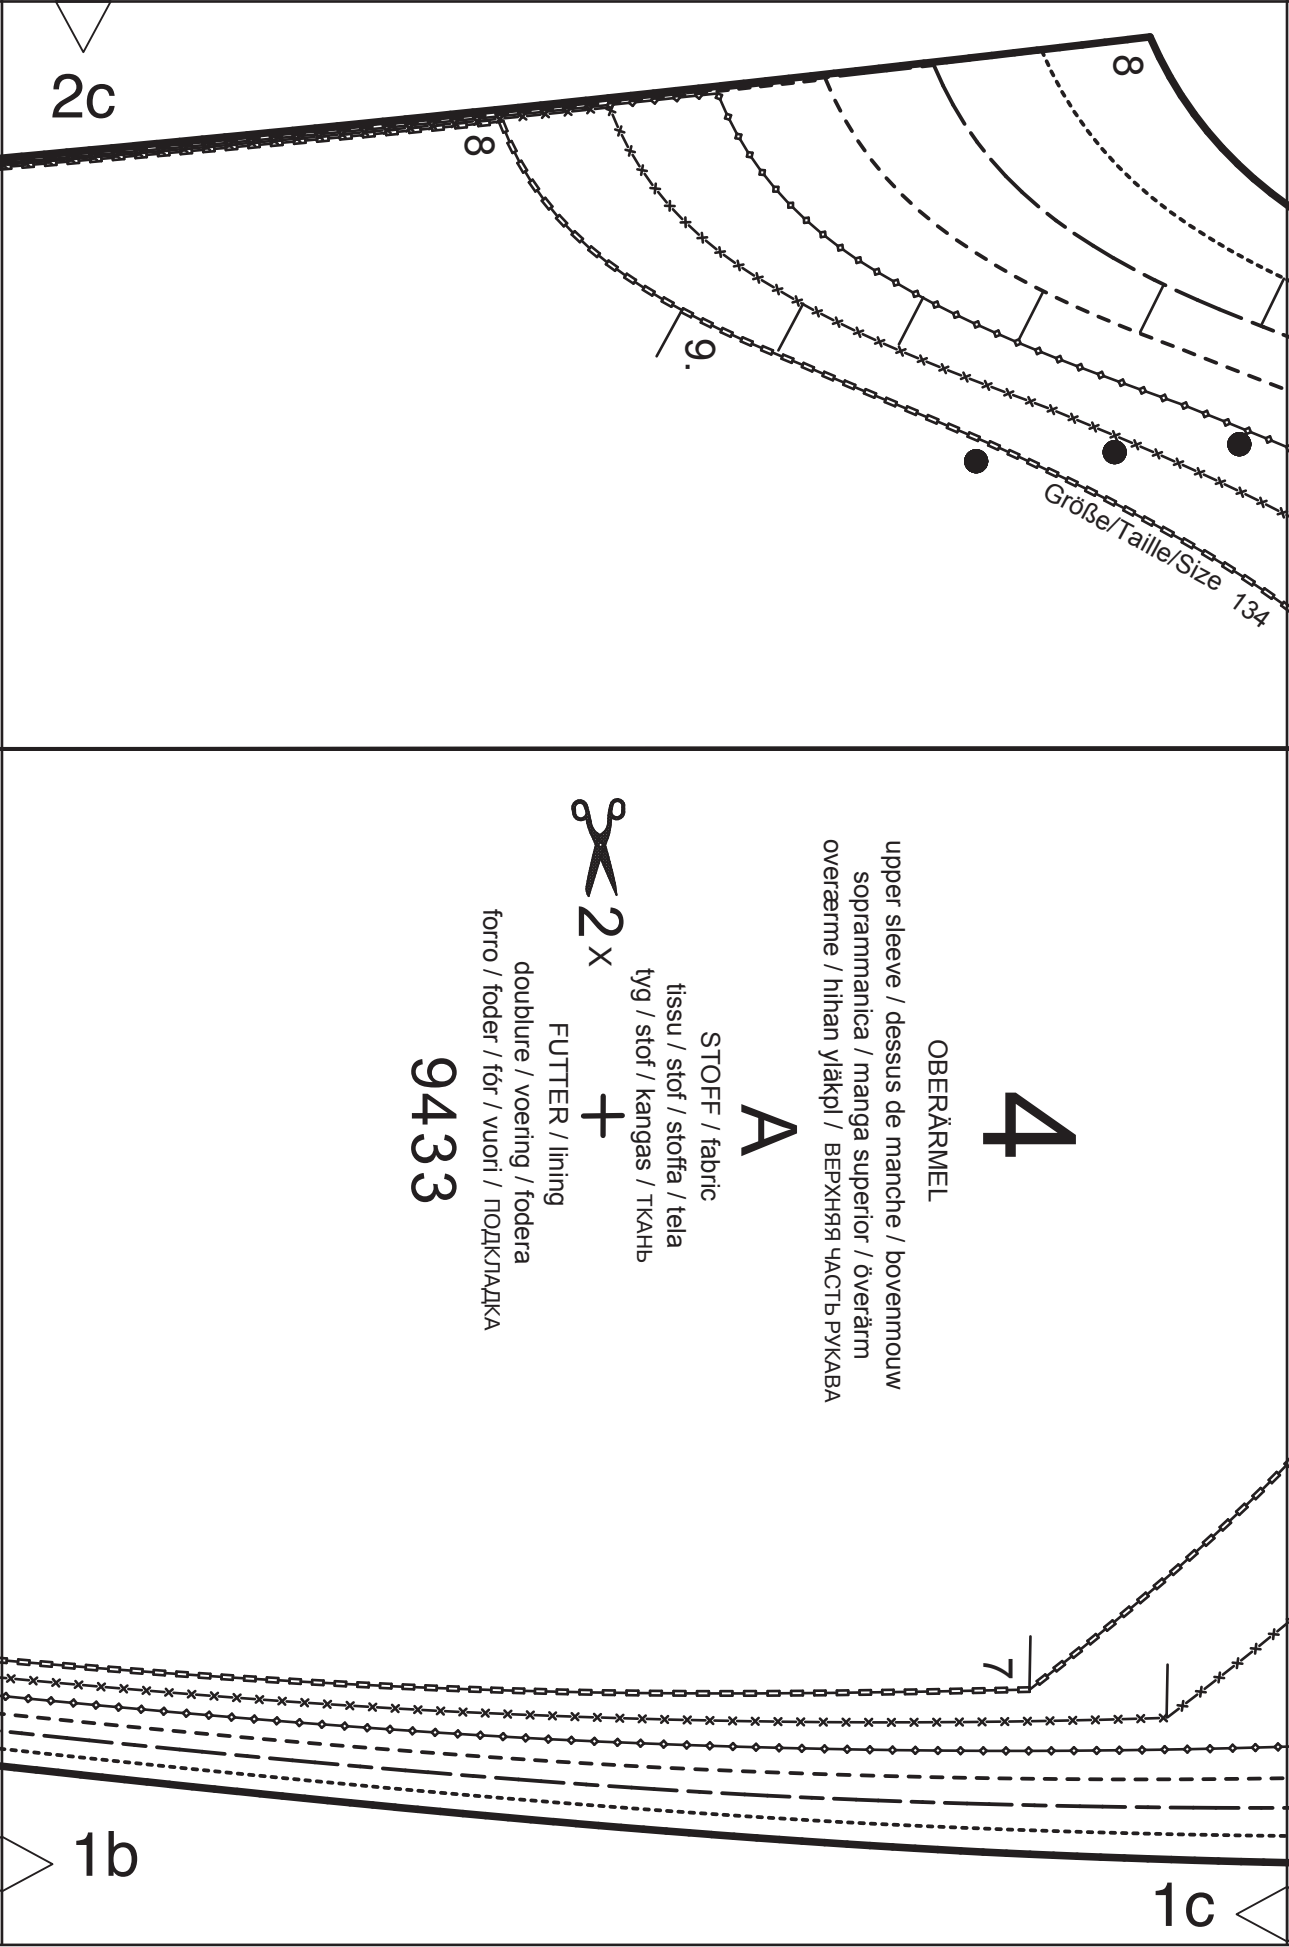 2c
8
8
9.
Größe/Taille/Size 134
4
OBERÄRMEL
upper sleeve / dessus de manche / bovenmouw
soprammanica / manga superior / överärm
overærme / hihan yläkpl / ВЕРХНЯЯ ЧАСТЬ РУКАВА
A
STOFF / fabric
tissu / stof / stoffa / tela
tyg / stof / kangas / ТКАНЬ
2x
+
FUTTER / lining
doublure / voering / fodera
forro / foder / fór / vuori / ПОДКЛАДКА
9433
7
1b
1c